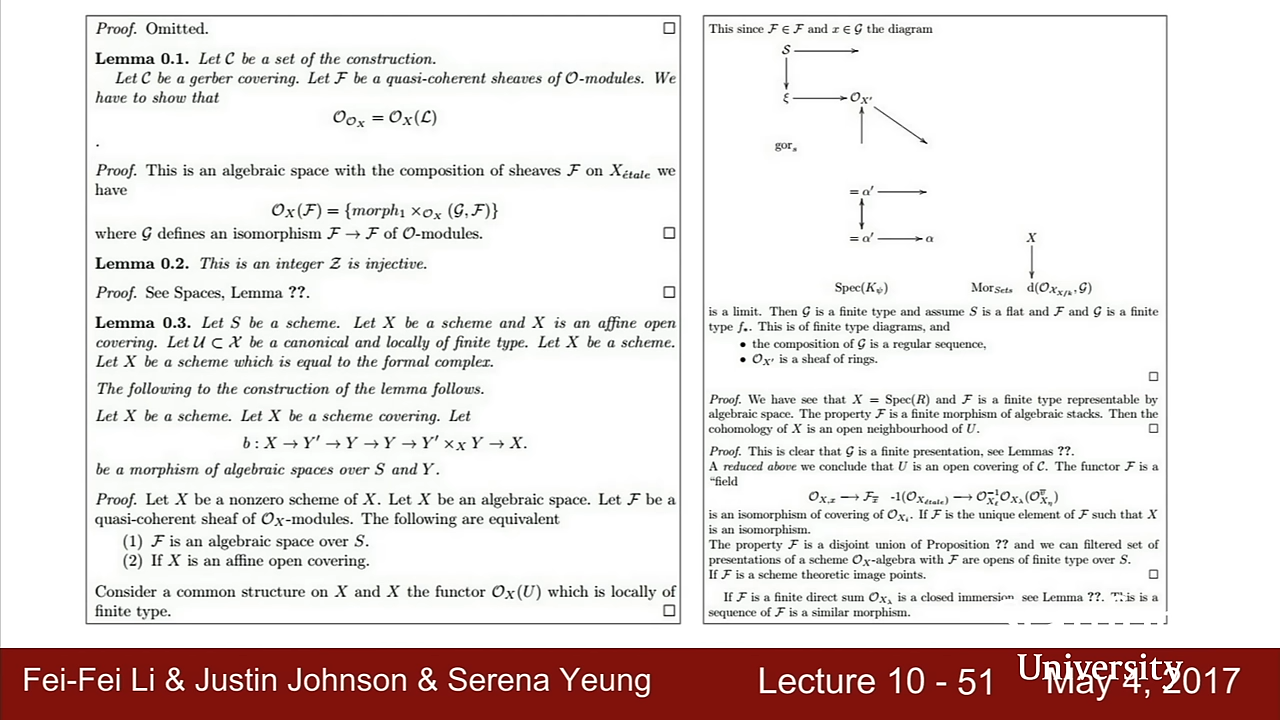 Proof. Omitted. □
Lemma 0.1. Let C be a set of the construction.
Let C be a gerber covering. Let F be a quasi-coherent sheaves of O-modules. We
have to show that
O_{O_X} = O_X(L)
.
Proof. This is an algebraic space with the composition of sheaves F on X_{étale} we
have
O_X(F) = {morph_1 ×_{O_X} (G, F)}
where G defines an isomorphism F → F of O-modules. □
Lemma 0.2. This is an integer Z is injective.
Proof. See Spaces, Lemma ??. □
Lemma 0.3. Let S be a scheme. Let X be a scheme and X is an affine open
covering. Let U ⊂ X be a canonical and locally of finite type. Let X be a scheme.
Let X be a scheme which is equal to the formal complex.
The following to the construction of the lemma follows.
Let X be a scheme. Let X be a scheme covering. Let
b : X → Y' → Y → Y → Y' ×_X Y → X.
be a morphism of algebraic spaces over S and Y.
Proof. Let X be a nonzero scheme of X. Let X be an algebraic space. Let F be a
quasi-coherent sheaf of O_X-modules. The following are equivalent
(1) F is an algebraic space over S.
(2) If X is an affine open covering.
Consider a common structure on X and X the functor O_X(U) which is locally of
finite type. □
This since F ∈ F and x ∈ G the diagram
S
ξ O_{X'}
gor_s
= α'
= α' α
X
Spec(K_ψ) Mor_{Sets} d(O_{X_{X/k}}, G)
is a limit. Then G is a finite type and assume S is a flat and F and G is a finite
type f_•. This is of finite type diagrams, and
• the composition of G is a regular sequence,
• O_{X'} is a sheaf of rings.
□
Proof. We have see that X = Spec(R) and F is a finite type representable by
algebraic space. The property F is a finite morphism of algebraic stacks. Then the
cohomology of X is an open neighbourhood of U. □
Proof. This is clear that G is a finite presentation, see Lemmas ??.
A reduced above we conclude that U is an open covering of C. The functor F is a
“field
is an isomorphism of covering of O_{X_i}. If F is the unique element of F such that X
is an isomorphism.
The property F is a disjoint union of Proposition ?? and we can filtered set of
presentations of a scheme O_X-algebra with F are opens of finite type over S.
If F is a scheme theoretic image points. □
If F is a finite direct sum O_{X_λ} is a closed immersion see Lemma ??. This is a
sequence of F is a similar morphism.
Fei-Fei Li & Justin Johnson & Serena Yeung
Lecture 10 - 51
May 4, 2017
University